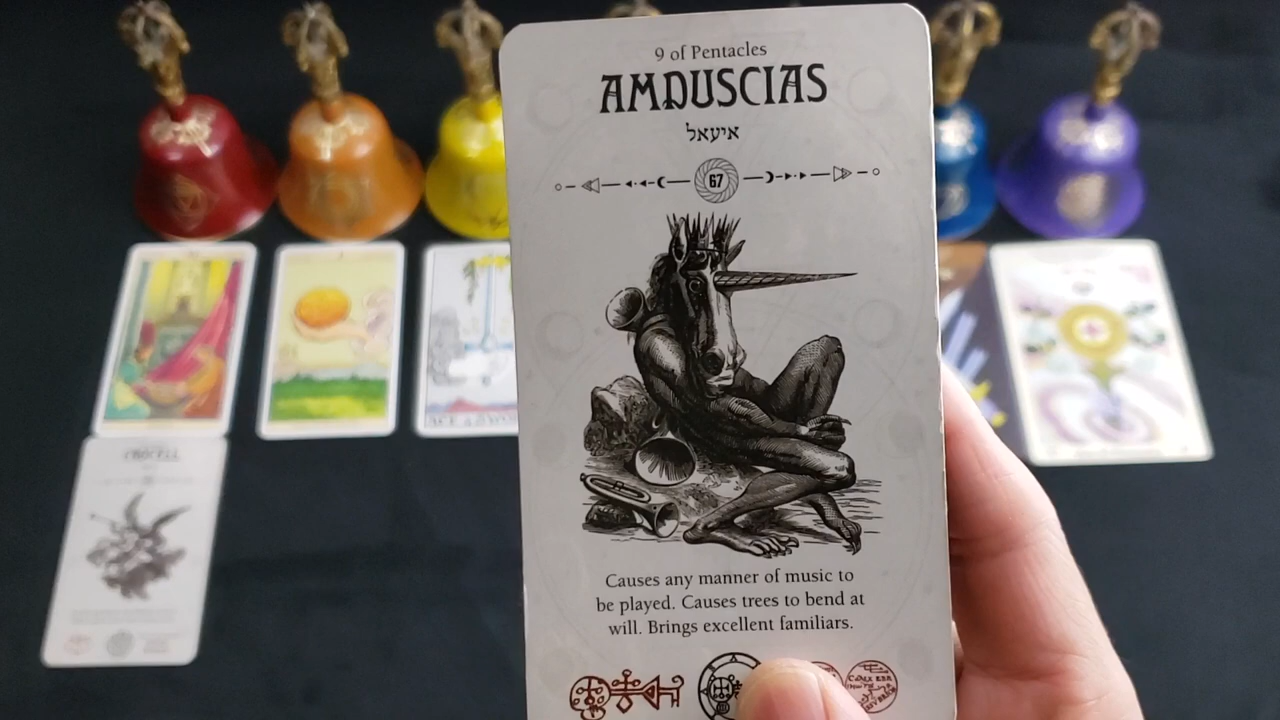 9 of Pentacles
AMDUSCIAS
איעאל
67
Causes any manner of music to
be played. Causes trees to bend at
will. Brings excellent familiars.
CROCELL